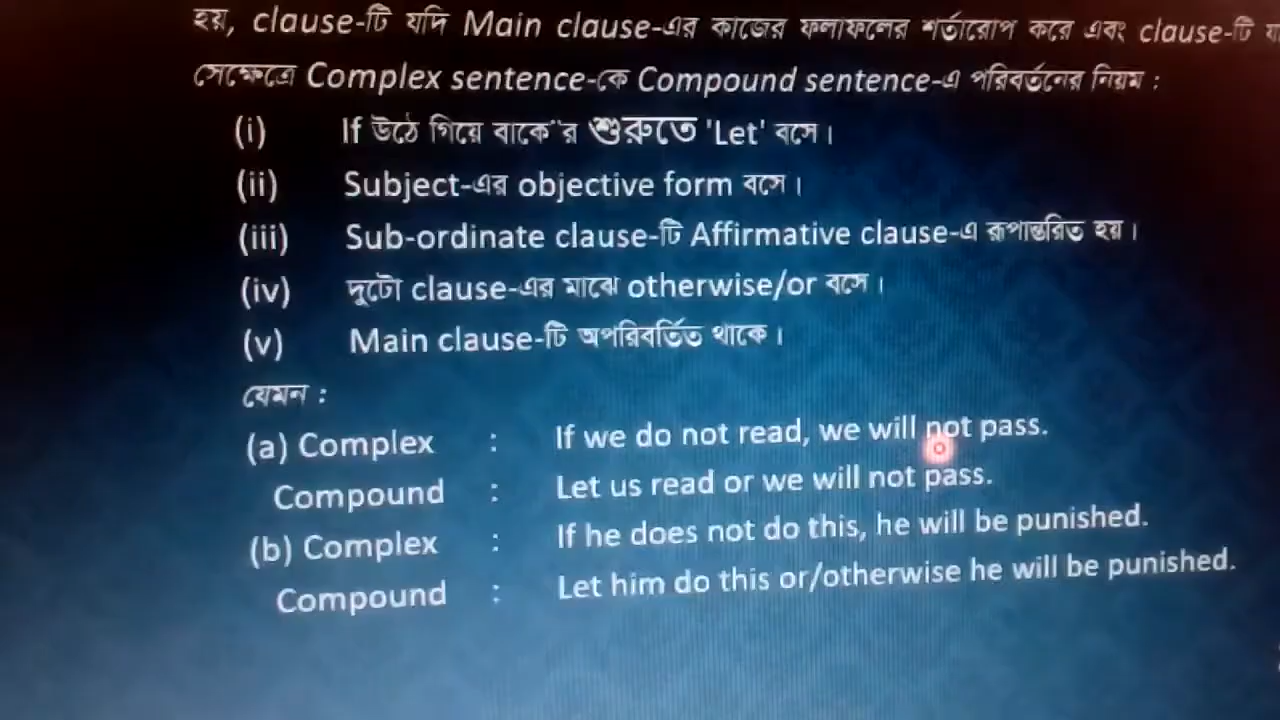 হয়, clause-টি যদি Main clause-এর কাজের ফলাফলের শর্তারোপ করে এবং clause-টি
সেক্ষেত্রে Complex sentence-কে Compound sentence-এ পরিবর্তনের নিয়ম :
(i) If উঠে গিয়ে বাকে¨র শুরুতে 'Let' বসে।
(ii) Subject-এর objective form বসে।
(iii) Sub-ordinate clause-টি Affirmative clause-এ রূপান্তরিত হয়।
(iv) দুটো clause-এর মাঝে otherwise/or বসে।
(v) Main clause-টি অপরিবর্তিত থাকে।
যেমন :
(a) Complex : If we do not read, we will not pass.
Compound : Let us read or we will not pass.
(b) Complex : If he does not do this, he will be punished.
Compound : Let him do this or/otherwise he will be punished.